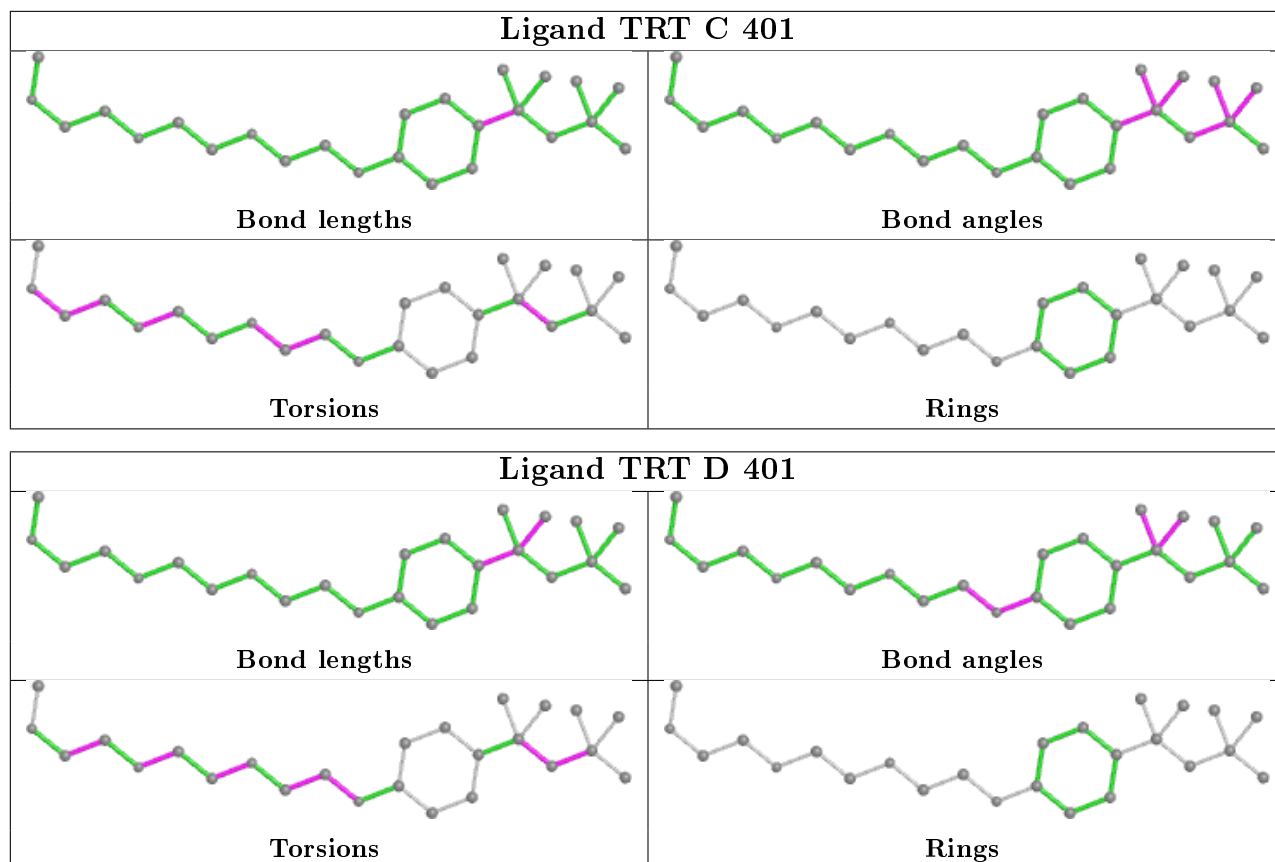 Ligand TRT C 401
Bond lengths
Bond angles
Torsions
Rings
Ligand TRT D 401
Bond lengths
Bond angles
Torsions
Rings